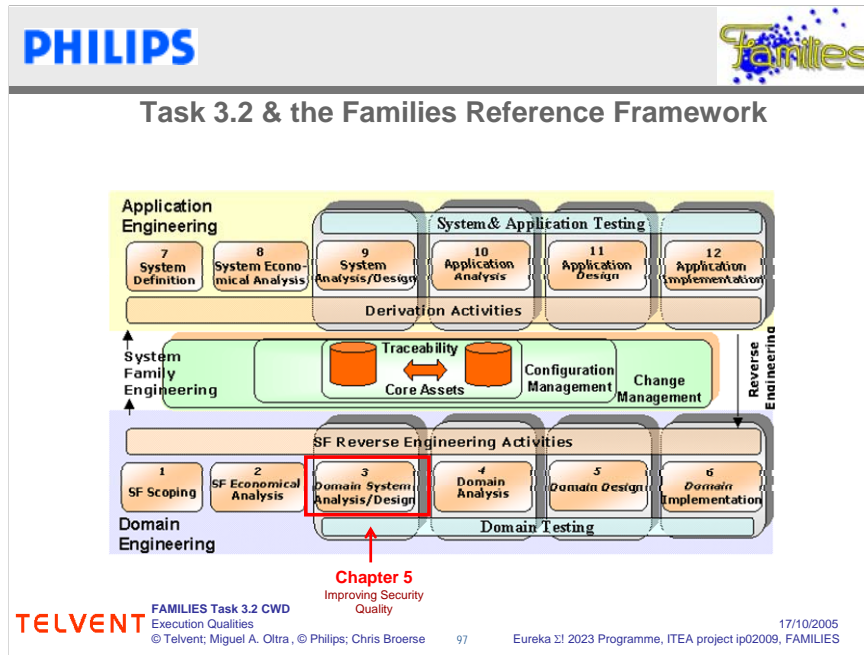 PHILIPS
Families
Task 3.2 & the Families Reference Framework
Application
Engineering
System& Application Testing
7
System
Definition
8
System Econo-
mical Analysis
9
System
Analysis/Design
10
Application
Analysis
11
Application
Design
12
Application
Implementation
Derivation Activities
System
Family
Engineering
Traceability
Core Assets
Configuration
Management
Change
Management
Reverse
Engineering
SF Reverse Engineering Activities
1
SF Scoping
2
SF Economical
Analysis
3
Domain System
Analysis/Design
4
Domain
Analysis
5
Domain Design
6
Domain
Implementation
Domain
Engineering
Domain Testing
Chapter 5
Improving Security
Quality
TELVENT
FAMILIES Task 3.2 CWD
Execution Qualities
© Telvent; Miguel A. Oltra , © Philips; Chris Broerse
97
17/10/2005
Eureka Σ! 2023 Programme, ITEA project ip02009, FAMILIES